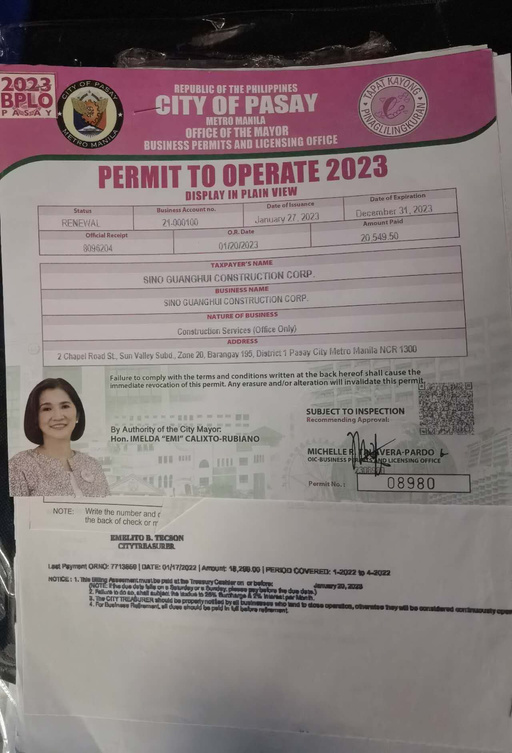 2023
BPLO
PASAY
CITY OF PASAY
METRO MANILA
REPUBLIC OF THE PHILIPPINES
CITY OF PASAY
METRO MANILA
OFFICE OF THE MAYOR
BUSINESS PERMITS AND LICENSING OFFICE
TAPAT KAYONG
PINAGLILINGKURAN
PERMIT TO OPERATE 2023
DISPLAY IN PLAIN VIEW
Status Business Account no. Date of Issuance Date of Expiration
RENEWAL 21-000100 January 27, 2023 December 31, 2023
Official Receipt O.R. Date Amount Paid
8096204 01/20/2023 20,549.50
TAXPAYER'S NAME
SINO GUANGHUI CONSTRUCTION CORP.
BUSINESS NAME
SINO GUANGHUI CONSTRUCTION CORP.
NATURE OF BUSINESS
Construction Services (Office Only)
ADDRESS
2 Chapel Road St., Sun Valley Subd., Zone 20, Barangay 195, District 1 Pasay City Metro Manila NCR 1300
Failure to comply with the terms and conditions written at the back hereof shall cause the
immediate revocation of this permit. Any erasure and/or alteration will invalidate this permit.
By Authority of the City Mayor:
Hon. IMELDA "EMI" CALIXTO-RUBIANO
SUBJECT TO INSPECTION
Recommending Approval:
MICHELLE R. VERA-PARDO
OIC-BUSINESS PERMITS AND LICENSING OFFICE
Permit No. : 08980
NOTE: Write the number and
the back of check or m
EMELITO B. TECSON
CITY TREASURER
Last Payment ORNO: 7713869 | DATE: 01/17/2022 | Amount: 18,299.00 | PERIOD COVERED: 1-2022 to 4-2022
NOTICE : 1. This Billing Assessment must be paid at the Treasury Cashier on or before: January 20, 2023
(NOTE: If the due date falls on a Saturday or a Sunday, please pay before the due date.)
2. Failure to do so, shall subject the to 25% Surcharge & 2% interest per Month.
3. The CITY TREASURER should be properly notified by all businesses who tend to close operation, otherwise they will be considered continuously oper
4. For Business Retirement, all dues should be paid in full before retirement.